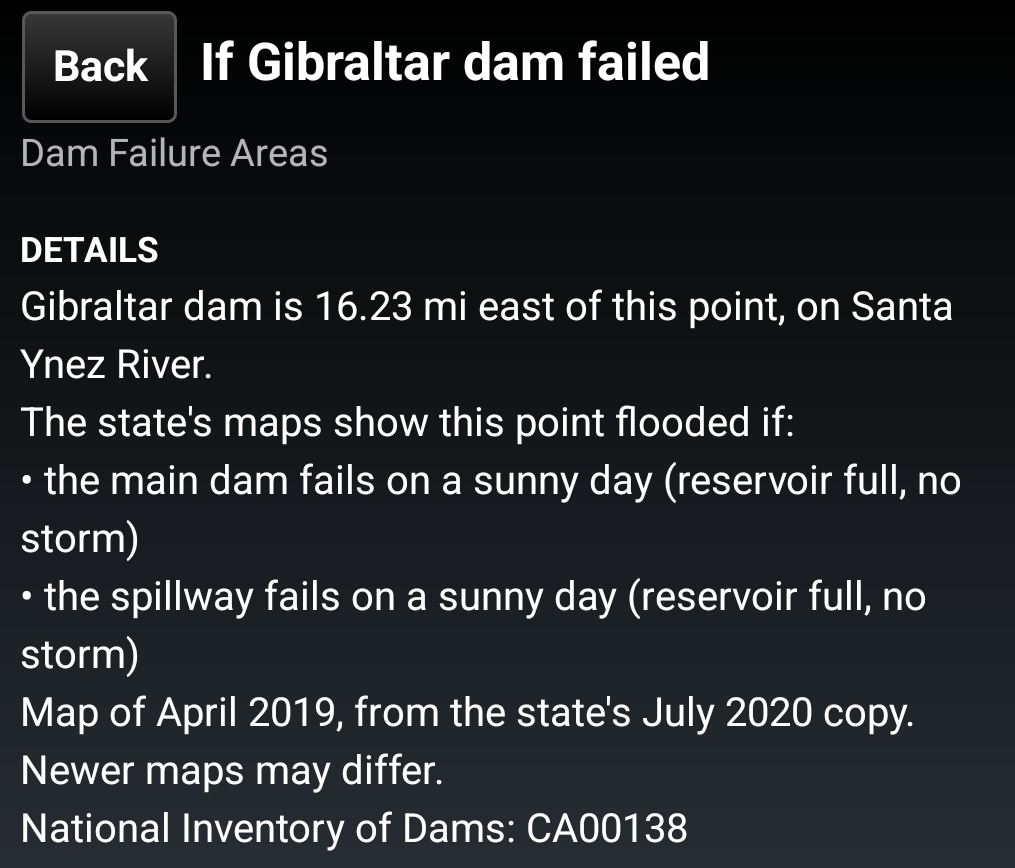 Back
If Gibraltar dam failed
Dam Failure Areas
DETAILS
Gibraltar dam is 16.23 mi east of this point, on Santa
Ynez River.
The state's maps show this point flooded if:
• the main dam fails on a sunny day (reservoir full, no
storm)
• the spillway fails on a sunny day (reservoir full, no
storm)
Map of April 2019, from the state's July 2020 copy.
Newer maps may differ.
National Inventory of Dams: CA00138